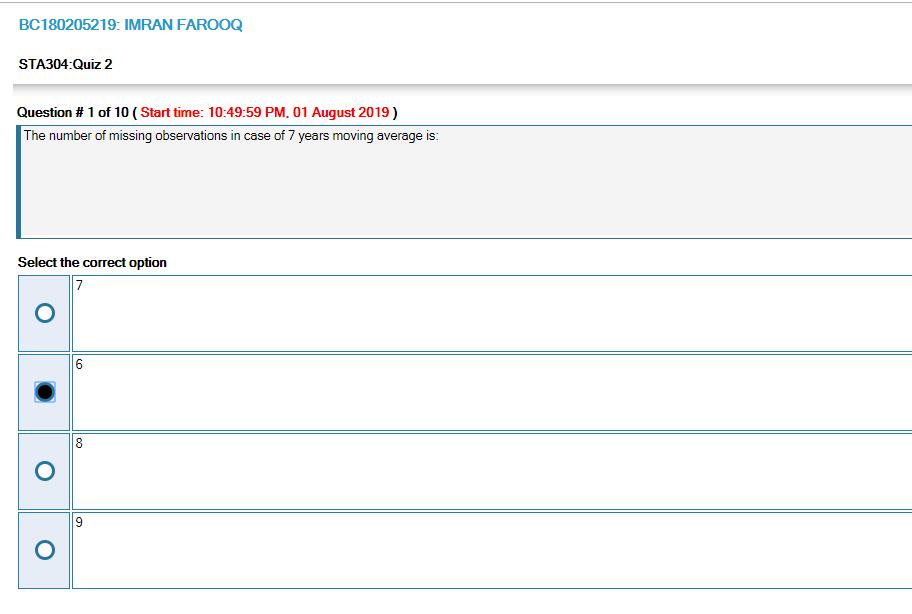 BC180205219: IMRAN FAROOQ
STA304:Quiz 2
Question # 1 of 10 ( Start time: 10:49:59 PM, 01 August 2019 )
The number of missing observations in case of 7 years moving average is:
Select the correct option
7
6
8
9